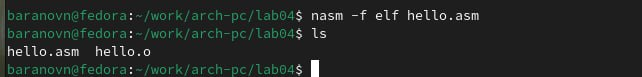 baranovn@fedora:~/work/arch-pc/lab04$ nasm -f elf hello.asm
baranovn@fedora:~/work/arch-pc/lab04$ ls
hello.asm  hello.o
baranovn@fedora:~/work/arch-pc/lab04$